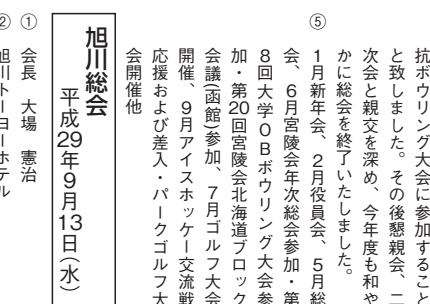 抗ボウリング大会に参加すること
と致しました。その後懇親会、二
次会と親交を深め、今年度も和や
かに総会を終了いたしました。
⑤
1月新年会、2月役員会、5月総
会、6月宮陵会年次総会参加・第
8回大学OBボウリング大会参
加・第20回宮陵会北海道ブロック
会議(函館)参加、7月ゴルフ大会
開催、9月アイスホッケー交流戦
応援および差入・パークゴルフ大
会開催他
旭川総会
平成29年9月13日(水)
① 会長 大場 憲治
② 旭川トーヨーホテル